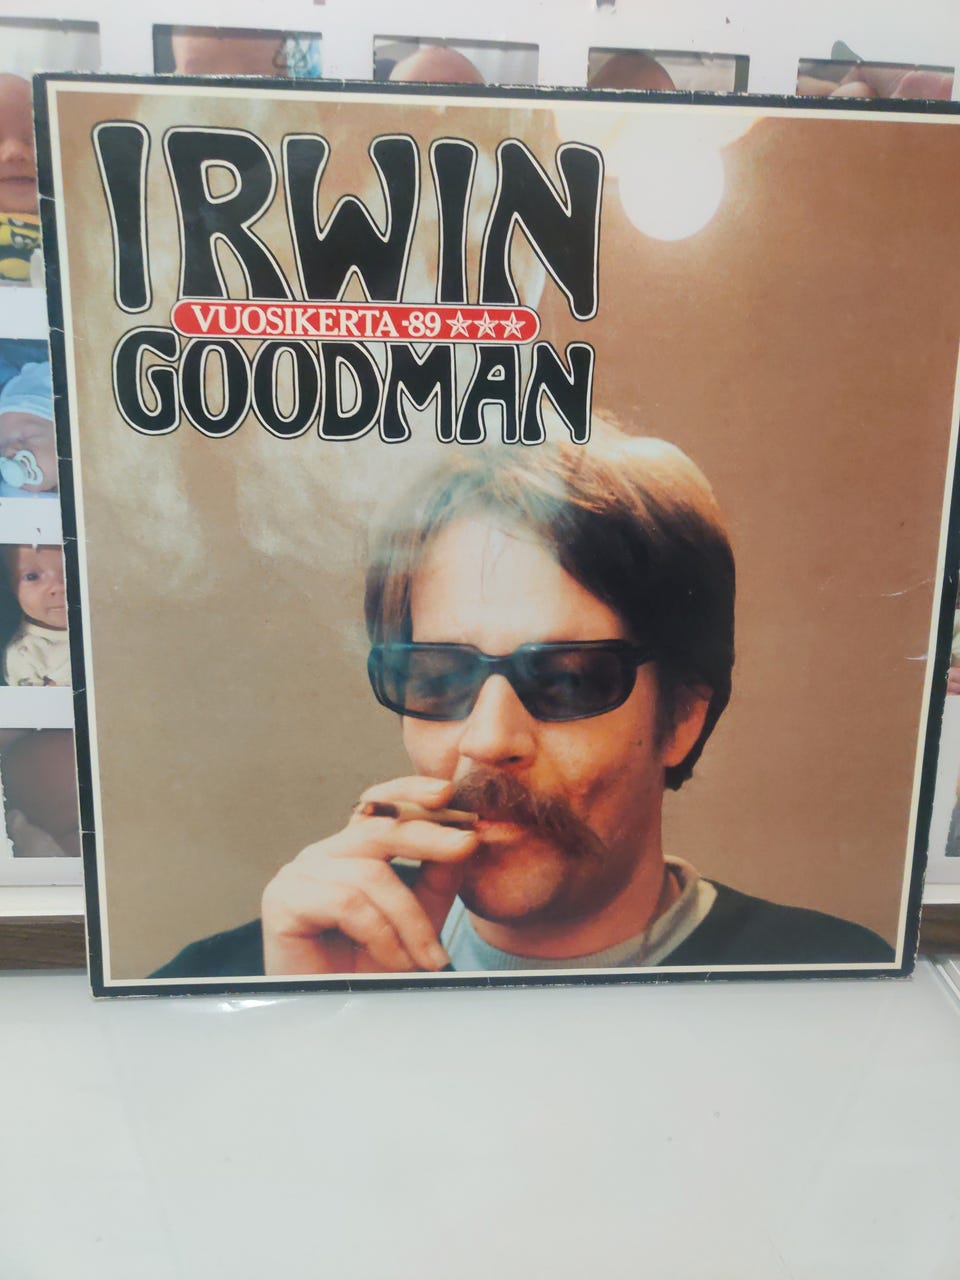 IRWIN
VUOSIKERTA -89 ★★★
GOODMAN